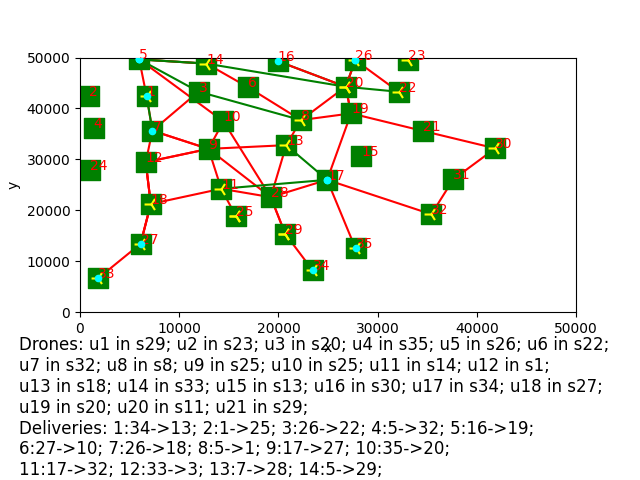 5 14 16 26 23
50000
40000
30000
20000
10000
0
y
20 2 10 19 21 30 4 13 15 12 24 17 31 11 28 25 18 22 27 29 35 33 34
0 10000 20000 30000 40000 50000
x
Drones: u1 in s29; u2 in s23; u3 in s20; u4 in s35; u5 in s26; u6 in s22;
u7 in s32; u8 in s8; u9 in s25; u10 in s25; u11 in s14; u12 in s1;
u13 in s18; u14 in s33; u15 in s13; u16 in s30; u17 in s34; u18 in s27;
u19 in s20; u20 in s11; u21 in s29;
Deliveries: 1:34->13; 2:1->25; 3:26->22; 4:5->32; 5:16->19;
6:27->10; 7:26->18; 8:5->1; 9:17->27; 10:35->20;
11:17->32; 12:33->3; 13:7->28; 14:5->29;